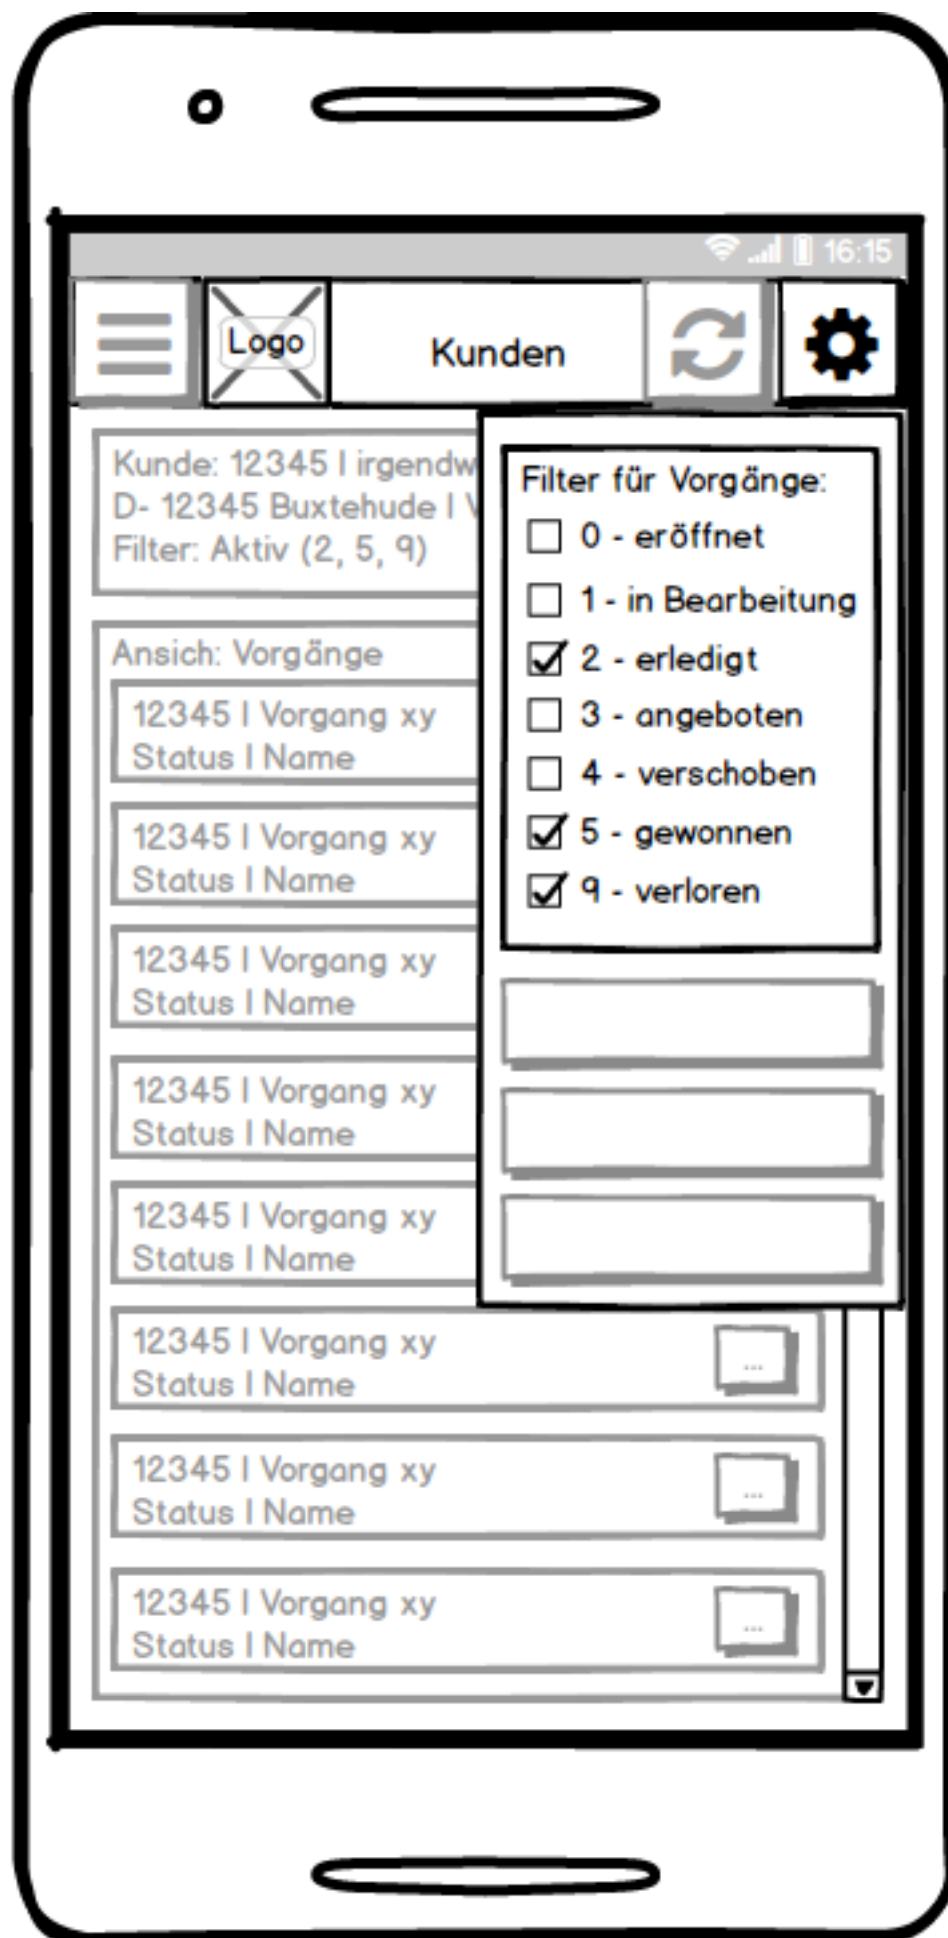 16:15
Logo
Kunden
Kunde: 12345 | irgendw
D- 12345 Buxtehude | V
Filter: Aktiv (2, 5, 9)
Filter für Vorgänge:
0 - eröffnet
1 - in Bearbeitung
2 - erledigt
3 - angeboten
4 - verschoben
5 - gewonnen
9 - verloren
Ansich: Vorgänge
12345 | Vorgang xy
Status | Name
12345 | Vorgang xy
Status | Name
12345 | Vorgang xy
Status | Name
12345 | Vorgang xy
Status | Name
12345 | Vorgang xy
Status | Name
12345 | Vorgang xy
Status | Name
...
12345 | Vorgang xy
Status | Name
...
12345 | Vorgang xy
Status | Name
...